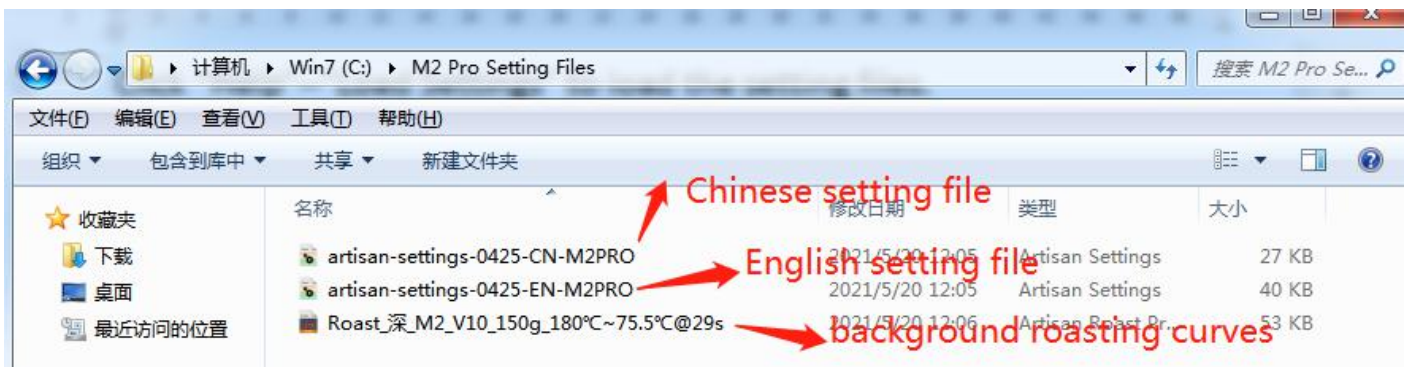 计算机 ▸ Win7 (C:) ▸ M2 Pro Setting Files
搜索 M2 Pro Se...
文件(F) 编辑(E) 查看(V) 工具(T) 帮助(H)
组织 包含到库中 共享 新建文件夹
Chinese setting file
名称 修改日期 类型 大小
收藏夹
下载
桌面
最近访问的位置
artisan-settings-0425-CN-M2PRO 2021/5/20 12:05 Artisan Settings 27 KB
English setting file
artisan-settings-0425-EN-M2PRO 2021/5/20 12:05 Artisan Settings 40 KB
Roast_深_M2_V10_150g_180℃~75.5℃@29s 2021/5/20 12:06 Artisan Roast Pr... 53 KB
background roasting curves